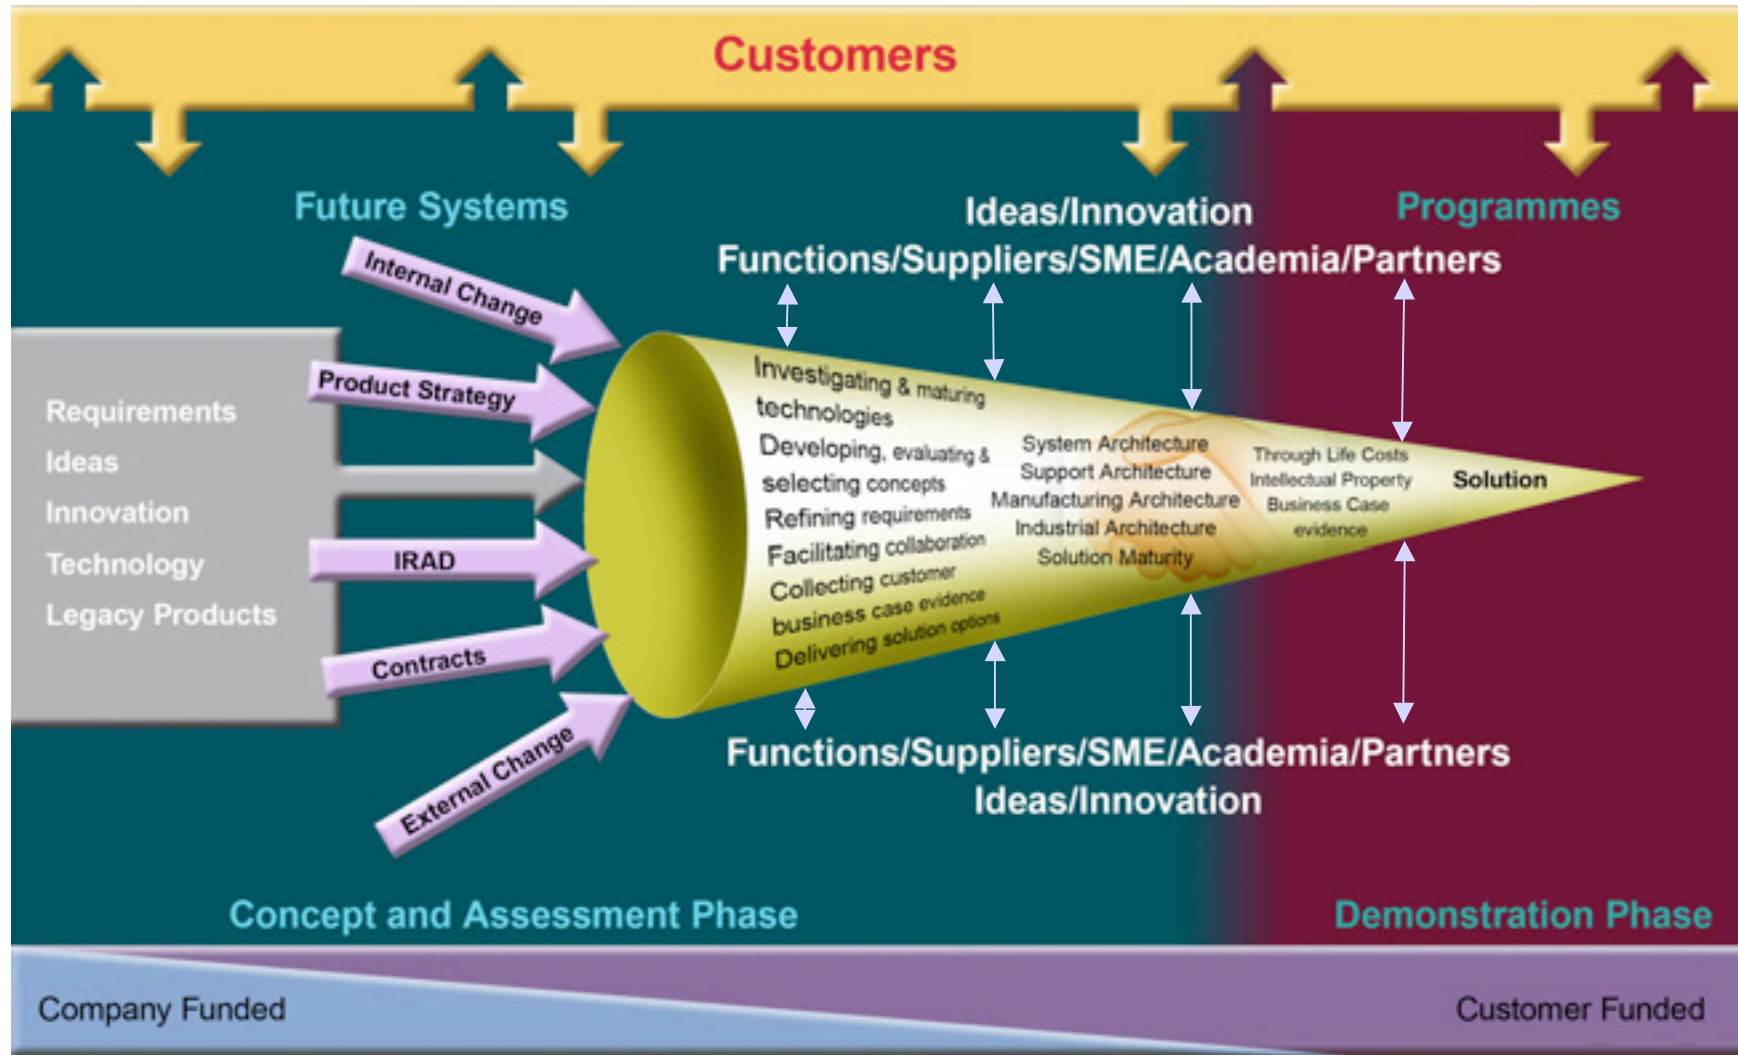 Customers
Future Systems
Ideas/Innovation
Programmes
Functions/Suppliers/SME/Academia/Partners
Internal Change
Product Strategy
IRAD
Contracts
External Change
Requirements
Ideas
Innovation
Technology
Legacy Products
Investigating & maturing
technologies
Developing, evaluating &
selecting concepts
Refining requirements
Facilitating collaboration
Collecting customer
business case evidence
Delivering solution options
System Architecture
Support Architecture
Manufacturing Architecture
Industrial Architecture
Solution Maturity
Through Life Costs
Intellectual Property
Business Case
evidence
Solution
Functions/Suppliers/SME/Academia/Partners
Ideas/Innovation
Concept and Assessment Phase
Demonstration Phase
Company Funded
Customer Funded